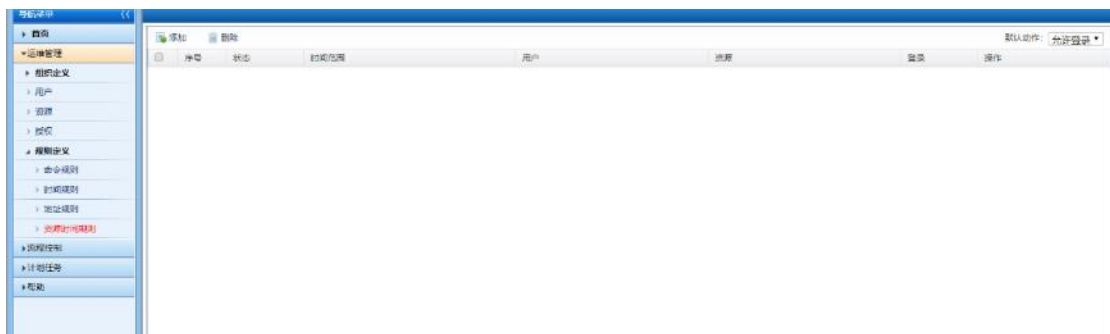 导航菜单 《
首页
运维管理
组织定义
用户
资源
授权
规则定义
命令规则
时间规则
地址规则
资源时间规则
流程控制
计划任务
帮助
添加 删除 默认动作: 允许登录
序号 状态 时间范围 用户 资源 登录 操作